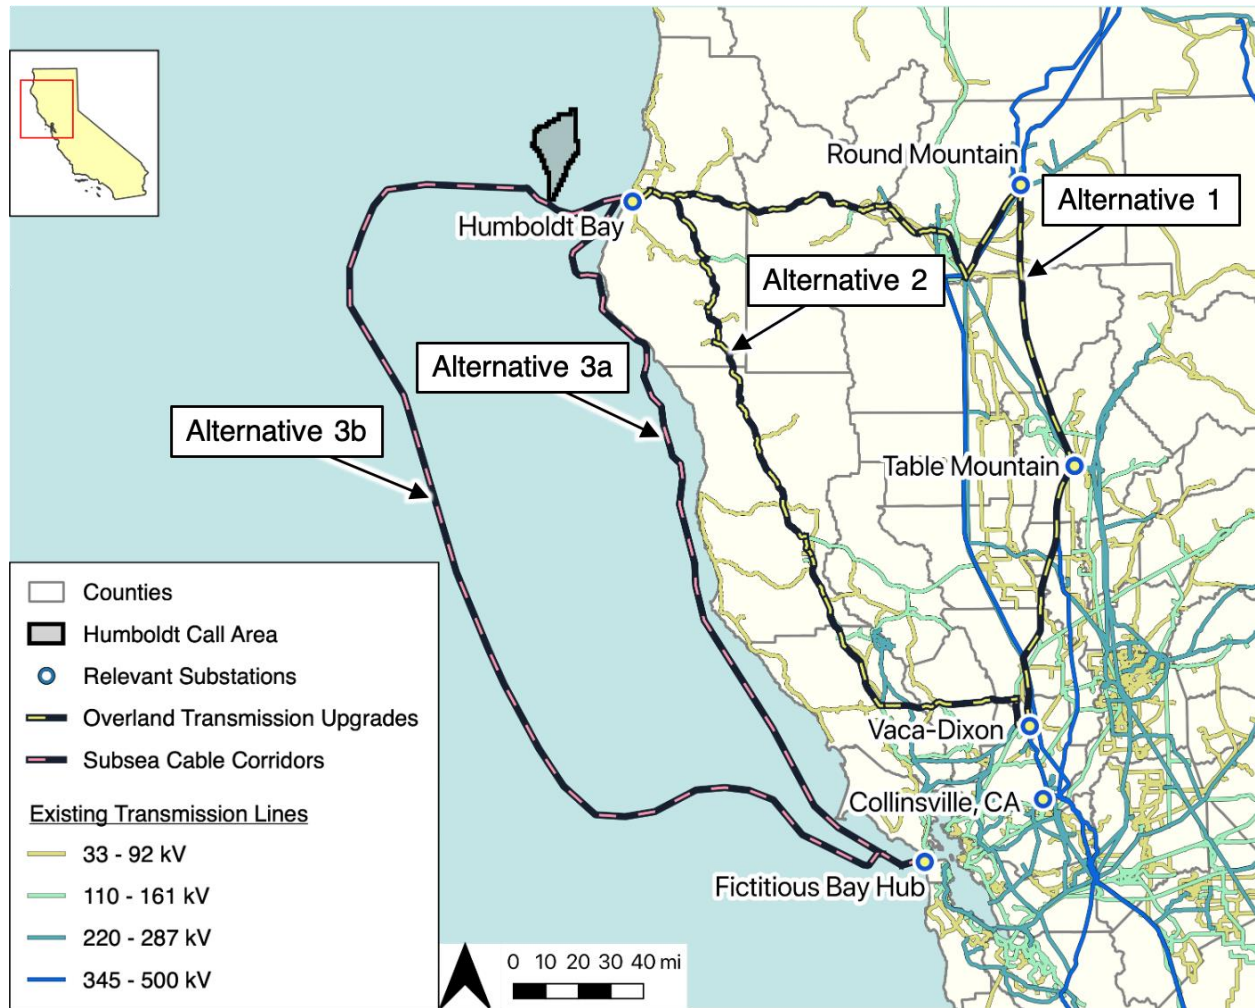 Round Mountain
Alternative 1
Humboldt Bay
Alternative 2
Alternative 3a
Alternative 3b
Table Mountain
Vaca-Dixon
Collinsville, CA
Fictitious Bay Hub
Counties
Humboldt Call Area
Relevant Substations
Overland Transmission Upgrades
Subsea Cable Corridors
Existing Transmission Lines
33 - 92 kV
110 - 161 kV
220 - 287 kV
345 - 500 kV
0 10 20 30 40 mi